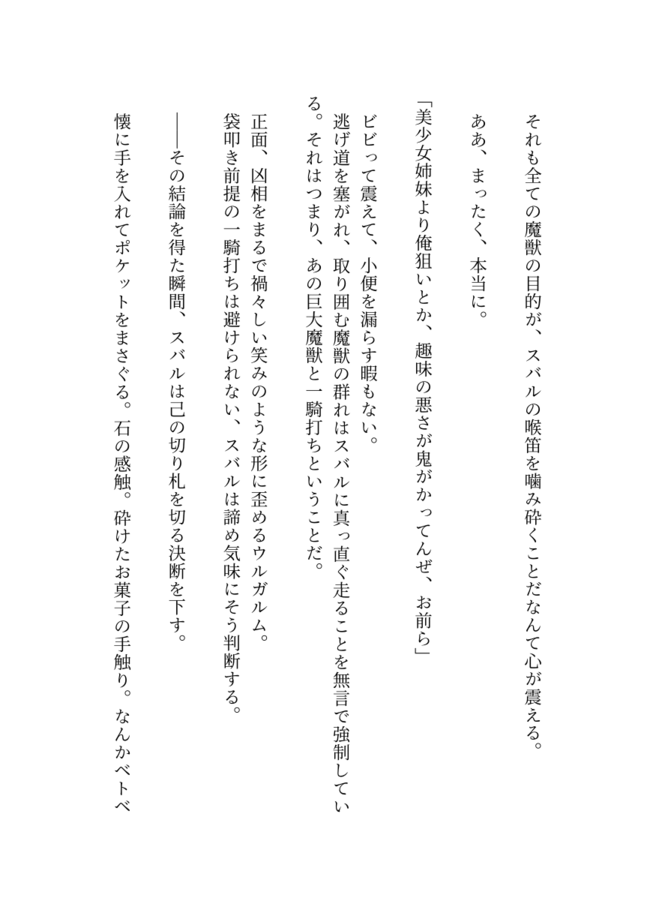 それも全ての魔獣の目的が、スバルの喉笛を噛み砕くことだなんて心が震える。
ああ、まったく、本当に。
「美少女姉妹より俺狙いとか、趣味の悪さが鬼がかってんぜ、お前ら」
ビビって震えて、小便を漏らす暇もない。
逃げ道を塞がれ、取り囲む魔獣の群れはスバルに真っ直ぐ走ることを無言で強制してい
る。それはつまり、あの巨大魔獣と一騎打ちということだ。
正面、凶相をまるで禍々しい笑みのような形に歪めるウルガルム。
袋叩き前提の一騎打ちは避けられない、スバルは諦め気味にそう判断する。
――その結論を得た瞬間、スバルは己の切り札を切る決断を下す。
懐に手を入れてポケットをまさぐる。石の感触。砕けたお菓子の手触り。なんかベトベ